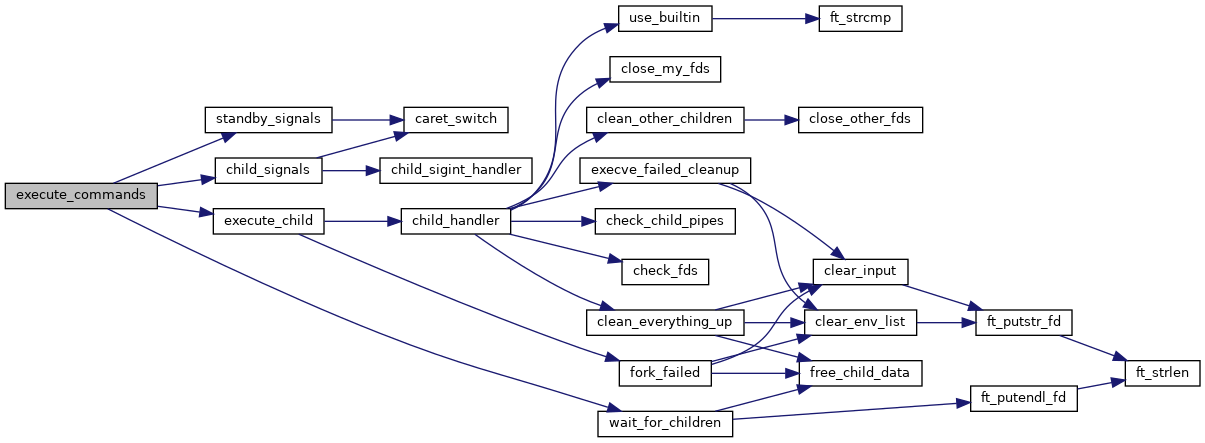 execute_commands
standby_signals
child_signals
execute_child
caret_switch
child_sigint_handler
child_handler
use_builtin
close_my_fds
clean_other_children
execve_failed_cleanup
check_child_pipes
check_fds
clean_everything_up
fork_failed
wait_for_children
ft_strcmp
close_other_fds
clear_input
clear_env_list
free_child_data
ft_putstr_fd
ft_putendl_fd
ft_strlen